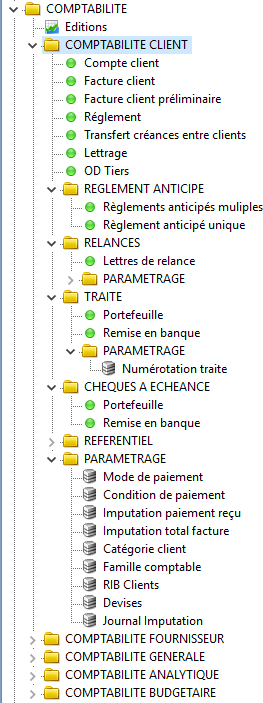 COMPTABILITE
Editions
COMPTABILITE CLIENT
Compte client
Facture client
Facture client préliminaire
Réglement
Transfert créances entre clients
Lettrage
OD Tiers
REGLEMENT ANTICIPE
Règlements anticipés muliples
Règlement anticipé unique
RELANCES
Lettres de relance
PARAMETRAGE
TRAITE
Portefeuille
Remise en banque
PARAMETRAGE
Numérotation traite
CHEQUES A ECHEANCE
Portefeuille
Remise en banque
REFERENTIEL
PARAMETRAGE
Mode de paiement
Condition de paiement
Imputation paiement reçu
Imputation total facture
Catégorie client
Famille comptable
RIB Clients
Devises
Journal Imputation
COMPTABILITE FOURNISSEUR
COMPTABILITE GENERALE
COMPTABILITE ANALYTIQUE
COMPTABILITE BUDGETAIRE